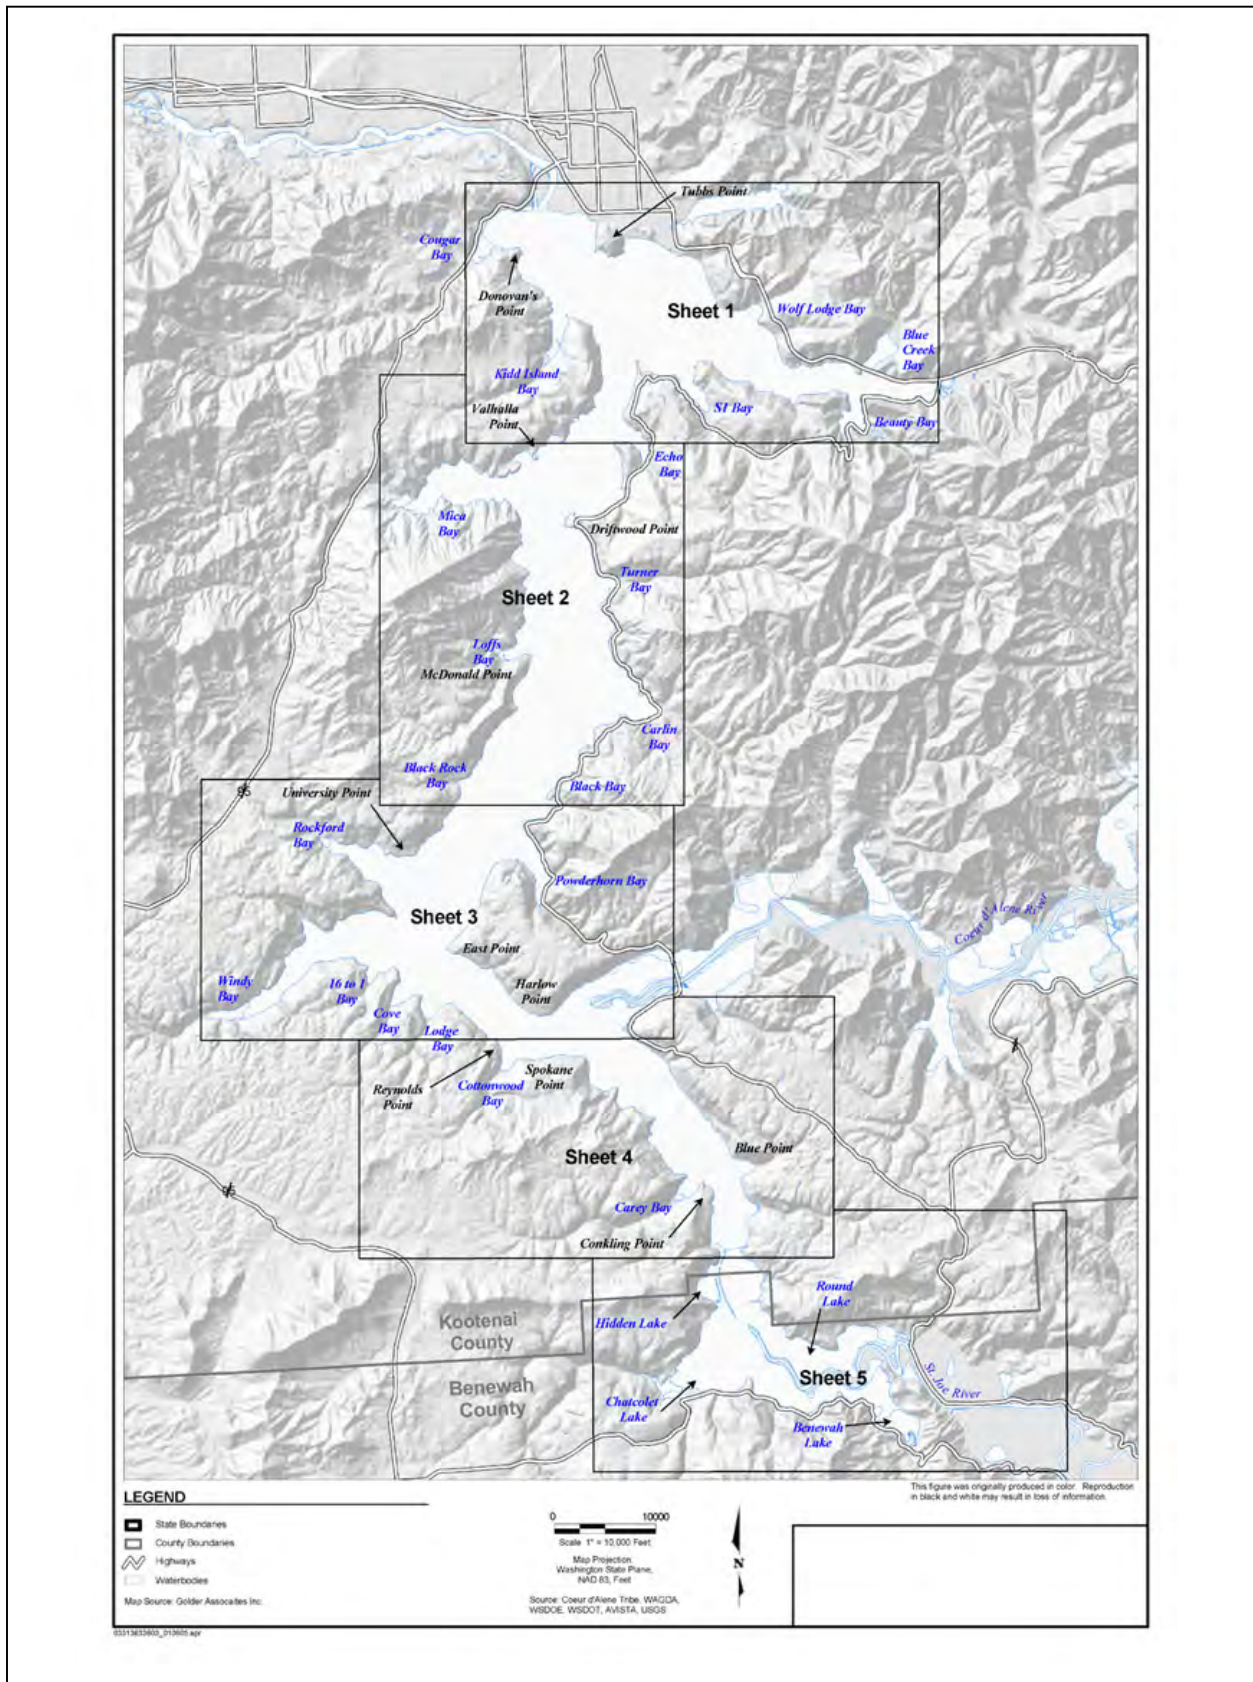 Tubbs Point
Cougar
Bay
Donovan's
Point
Sheet 1
Wolf Lodge Bay
Blue
Creek
Bay
Kidd Island
Bay
Valhalla
Point
SI Bay
Beauty Bay
Echo
Bay
Mica
Bay
Driftwood Point
Turner
Bay
Sheet 2
Loffs
Bay
McDonald Point
Carlin
Bay
Black Rock
Bay
Black Bay
95
University Point
Rockford
Bay
Powderhorn Bay
Coeur d'Alene River
Sheet 3
East Point
Windy
Bay
16 to 1
Bay
Harlow
Point
Cove
Bay
Lodge
Bay
Reynolds
Point
Spokane
Point
Cottonwood
Bay
Blue Point
Sheet 4
95
Carey Bay
Conkling Point
Round
Lake
Hidden Lake
Kootenai
County
Sheet 5
St. Joe River
Benewah
County
Chatcolet
Lake
Benewah
Lake
This figure was originally produced in color. Reproduction
in black and white may result in loss of information.
LEGEND
State Boundaries
County Boundaries
Highways
Waterbodies
Map Source: Golder Associates Inc.
0 10000
Scale 1" = 10,000 Feet
Map Projection:
Washington State Plane,
NAD 83, Feet
Source: Coeur d'Alene Tribe, WAGDA,
WSDOE, WSDOT, AVISTA, USGS
N